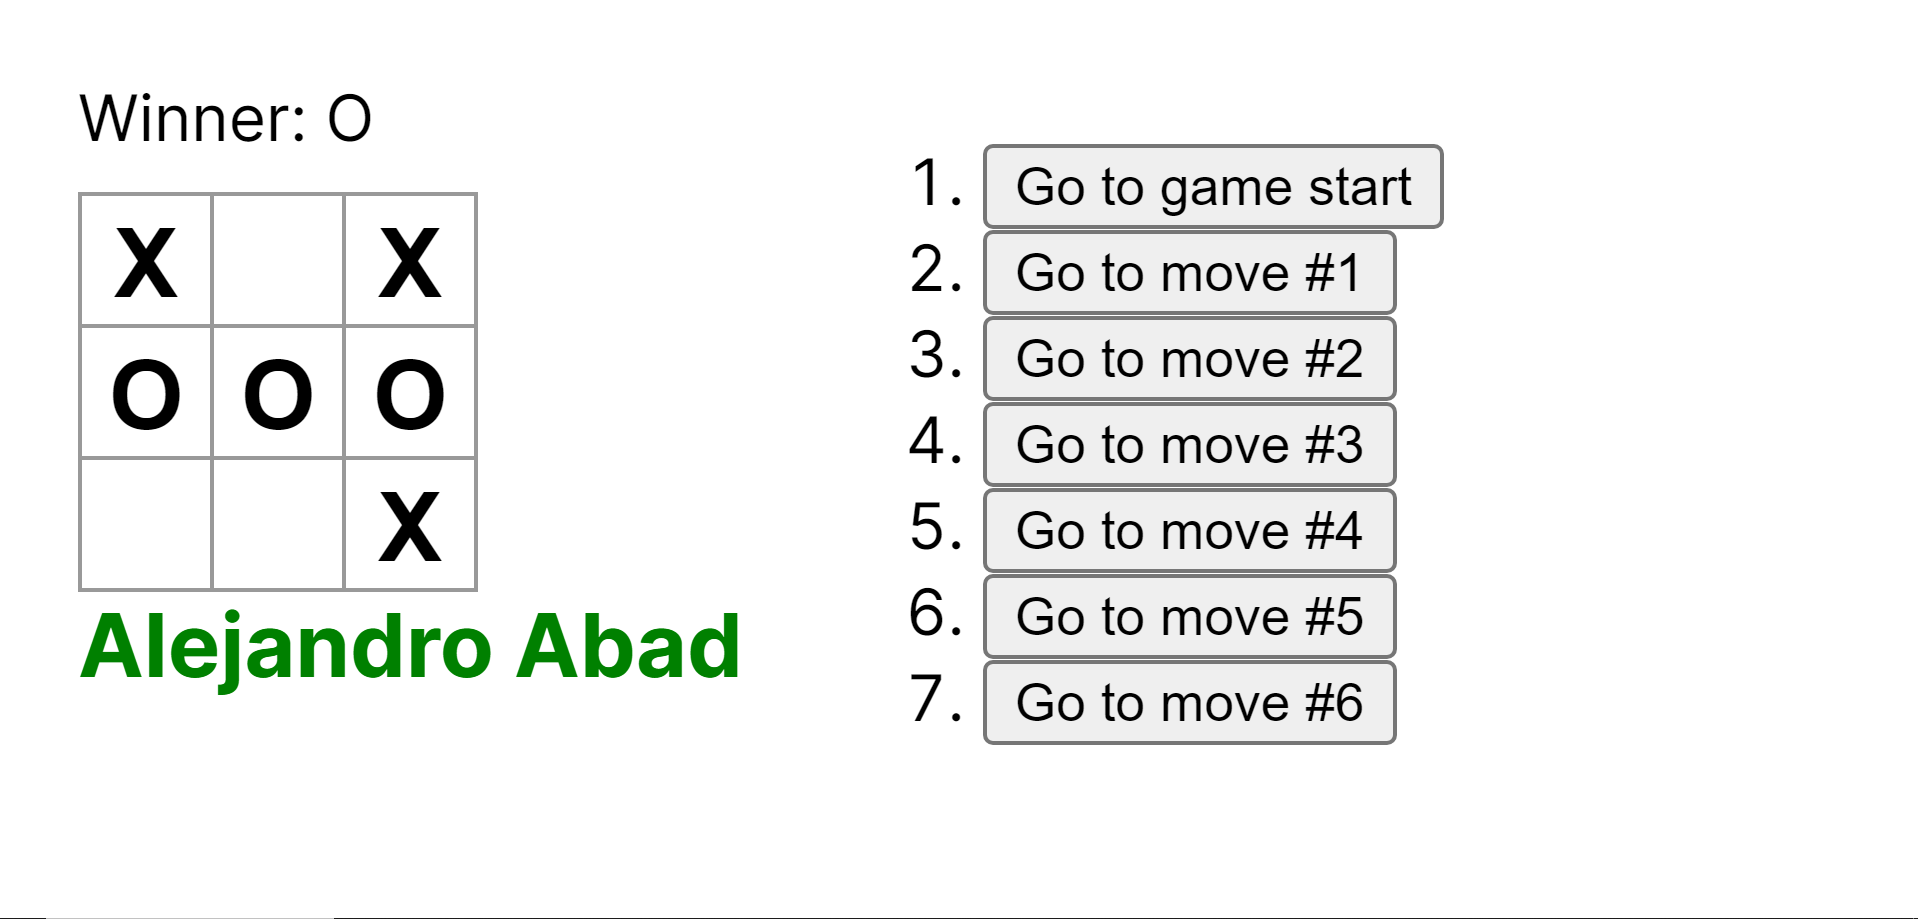 Winner: O
X X
O O O
X
Alejandro Abad
1. Go to game start
2. Go to move #1
3. Go to move #2
4. Go to move #3
5. Go to move #4
6. Go to move #5
7. Go to move #6